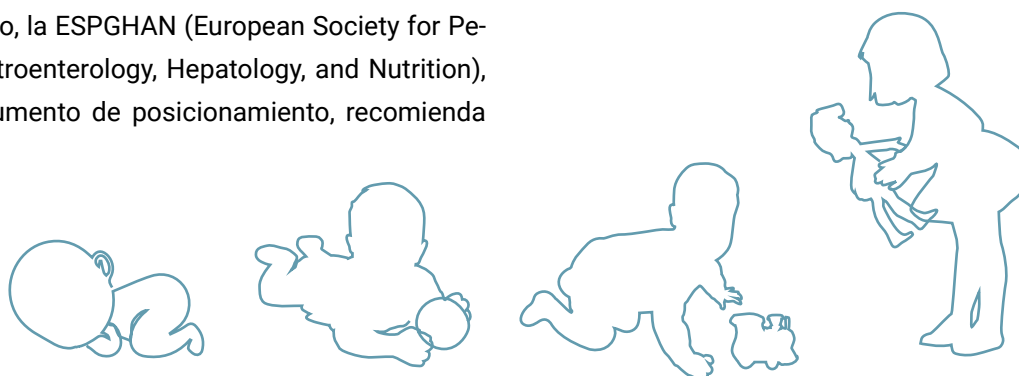 o, la ESPGHAN (European Society for Pe-
troenterology, Hepatology, and Nutrition),
umento de posicionamiento, recomienda